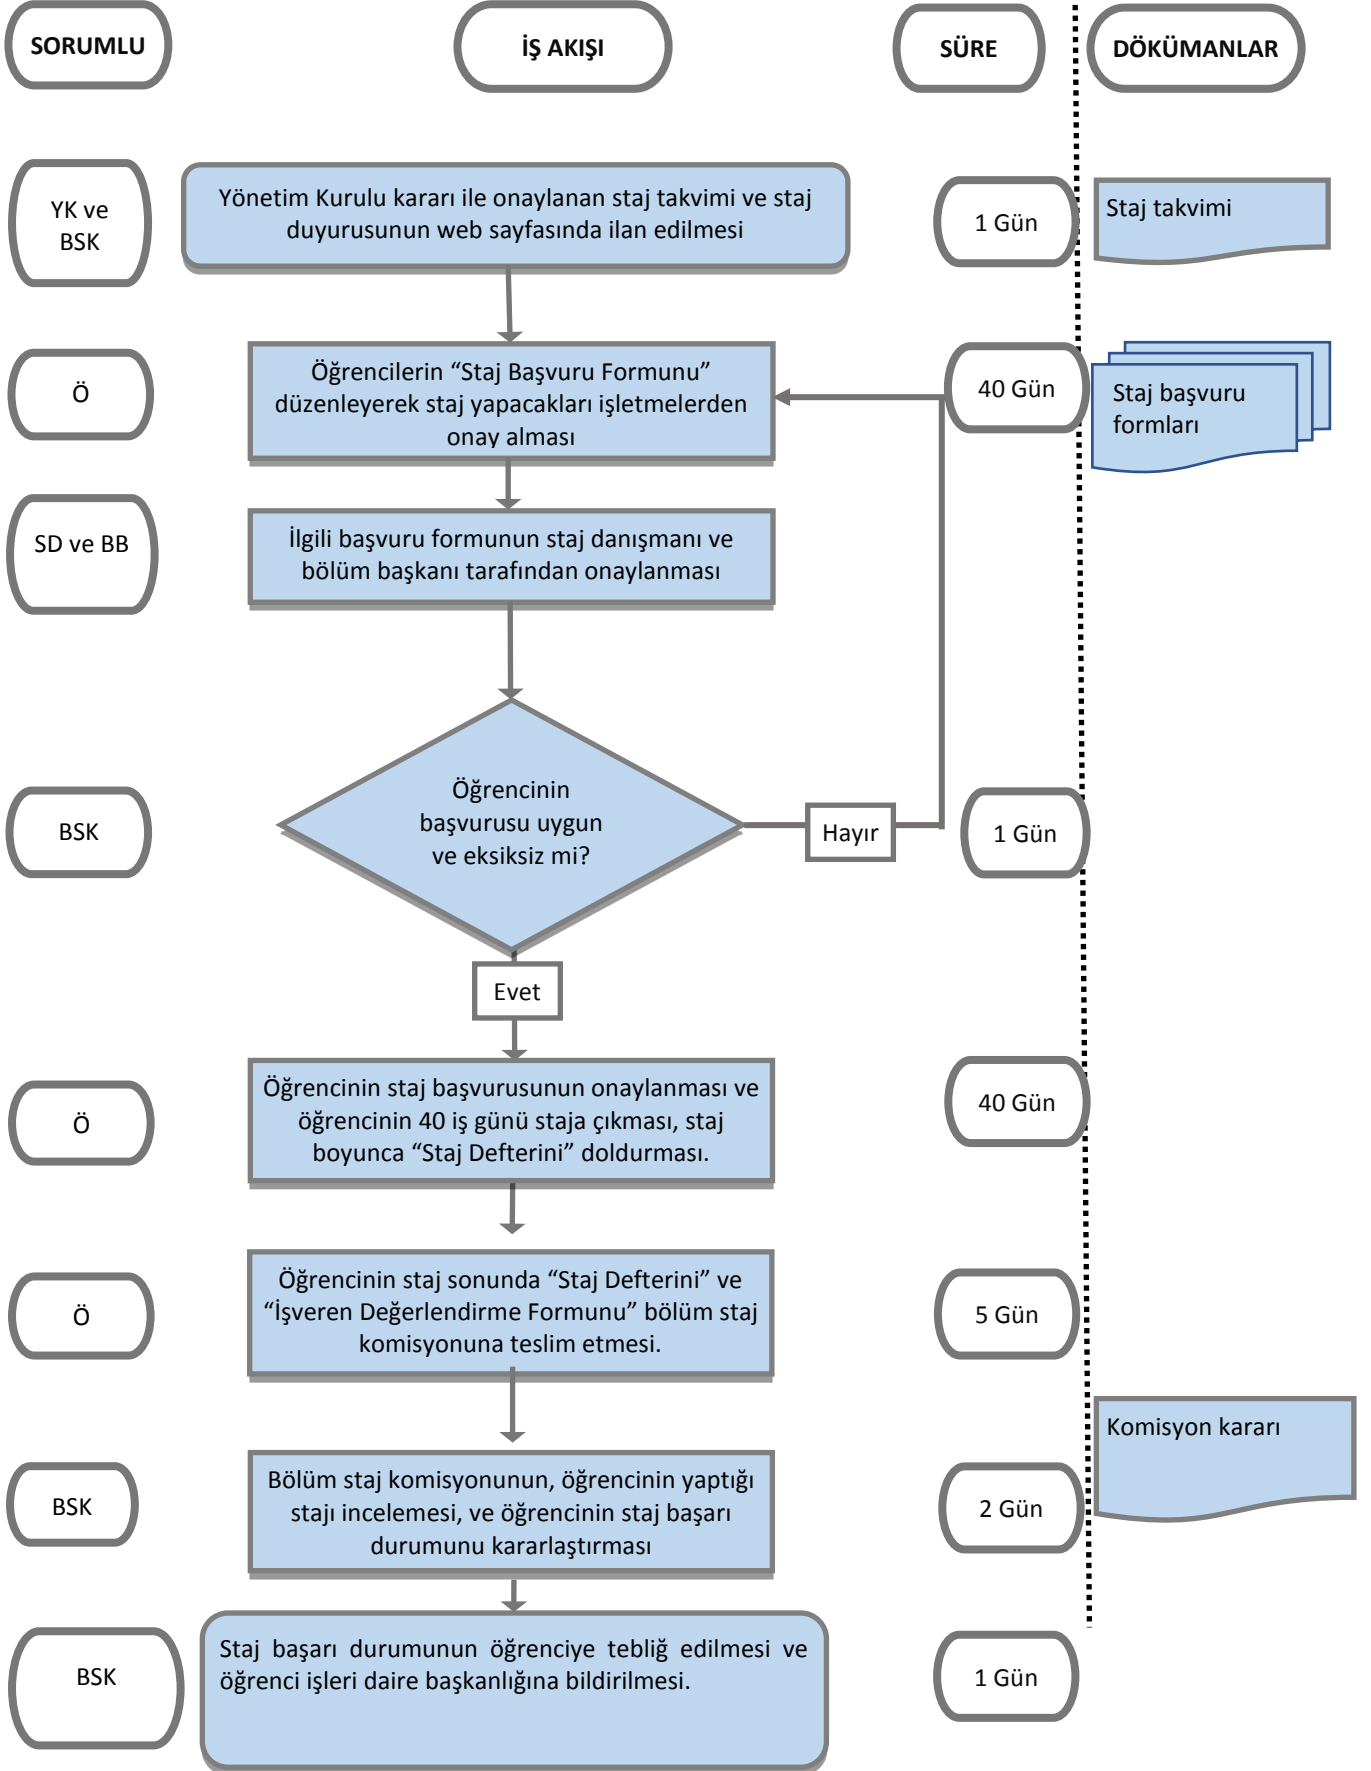 SORUMLU
İŞ AKIŞI
SÜRE
DÖKÜMANLAR
YK ve
BSK
Yönetim Kurulu kararı ile onaylanan staj takvimi ve staj
duyurusunun web sayfasında ilan edilmesi
1 Gün
Staj takvimi
Ö
Öğrencilerin “Staj Başvuru Formunu”
düzenleyerek staj yapacakları işletmelerden
onay alması
40 Gün
Staj başvuru
formları
SD ve BB
İlgili başvuru formunun staj danışmanı ve
bölüm başkanı tarafından onaylanması
BSK
Öğrencinin
başvurusu uygun
ve eksiksiz mi?
Hayır
1 Gün
Evet
Ö
Öğrencinin staj başvurusunun onaylanması ve
öğrencinin 40 iş günü staja çıkması, staj
boyunca “Staj Defterini” doldurması.
40 Gün
Ö
Öğrencinin staj sonunda “Staj Defterini” ve
“İşveren Değerlendirme Formunu” bölüm staj
komisyonuna teslim etmesi.
5 Gün
Komisyon kararı
BSK
Bölüm staj komisyonunun, öğrencinin yaptığı
stajı incelemesi, ve öğrencinin staj başarı
durumunu kararlaştırması
2 Gün
BSK
Staj başarı durumunun öğrenciye tebliğ edilmesi ve
öğrenci işleri daire başkanlığına bildirilmesi.
1 Gün